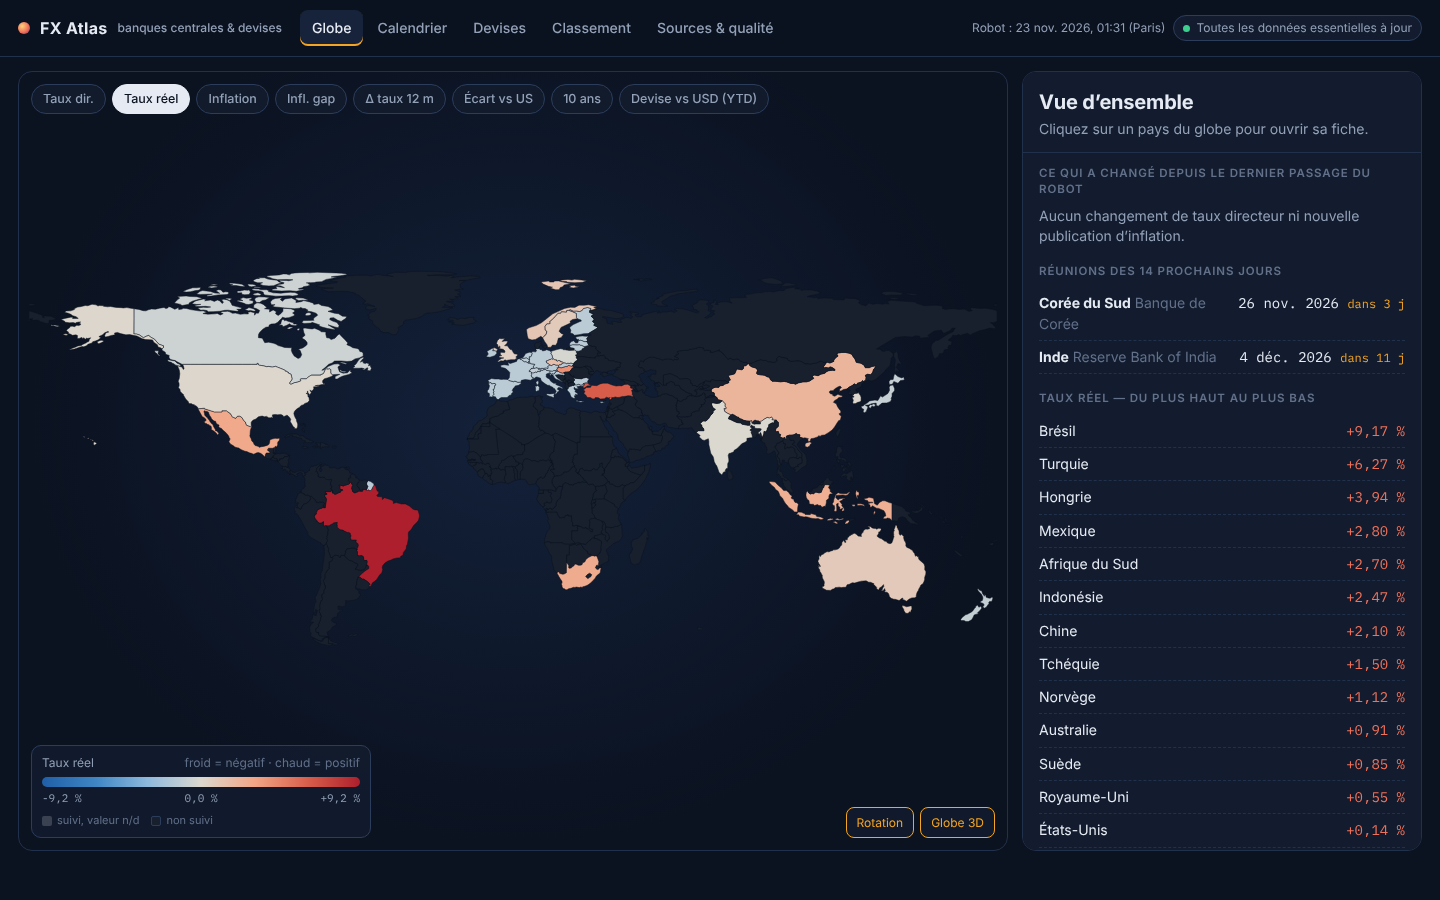 FX Atlas banques centrales & devises Globe Calendrier Devises Classement Sources & qualité Robot : 23 nov. 2026, 01:31 (Paris) Toutes les données essentielles à jour
Taux dir. Taux réel Inflation Infl. gap Δ taux 12 m Écart vs US 10 ans Devise vs USD (YTD)
Taux réel froid = négatif · chaud = positif
-9,2 % 0,0 % +9,2 %
suivi, valeur n/d non suivi
Rotation Globe 3D
Vue d’ensemble
Cliquez sur un pays du globe pour ouvrir sa fiche.
CE QUI A CHANGÉ DEPUIS LE DERNIER PASSAGE DU
ROBOT
Aucun changement de taux directeur ni nouvelle
publication d’inflation.
RÉUNIONS DES 14 PROCHAINS JOURS
Corée du Sud Banque de 26 nov. 2026 dans 3 j
Corée
Inde Reserve Bank of India 4 déc. 2026 dans 11 j
TAUX RÉEL — DU PLUS HAUT AU PLUS BAS
Brésil +9,17 %
Turquie +6,27 %
Hongrie +3,94 %
Mexique +2,80 %
Afrique du Sud +2,70 %
Indonésie +2,47 %
Chine +2,10 %
Tchéquie +1,50 %
Norvège +1,12 %
Australie +0,91 %
Suède +0,85 %
Royaume-Uni +0,55 %
États-Unis +0,14 %